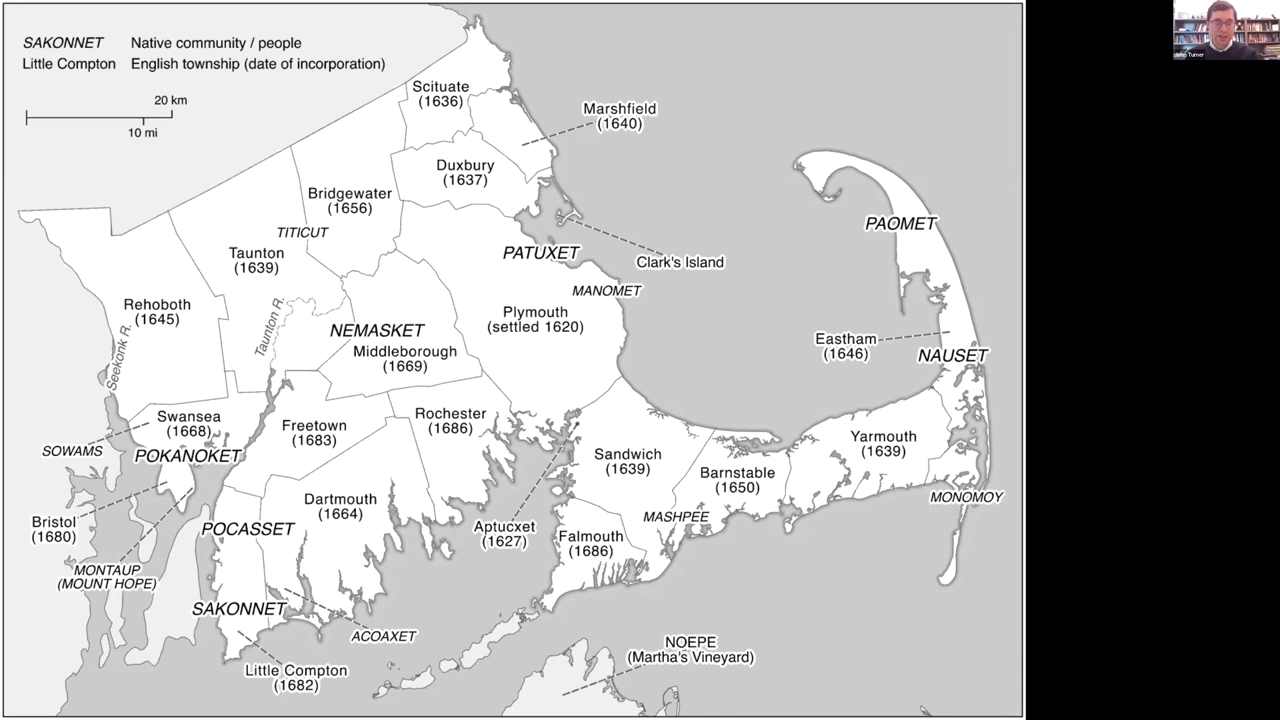 SAKONNET Native community / people
Little Compton English township (date of incorporation)
20 km
10 mi
Scituate
(1636)
Marshfield
(1640)
Duxbury
(1637)
Bridgewater
(1656)
TITICUT
Taunton
(1639)
PATUXET
Clark's Island
PAOMET
MANOMET
Rehoboth
(1645)
Taunton R.
Seekonk R.
NEMASKET
Middleborough
(1669)
Plymouth
(settled 1620)
Eastham
(1646)
NAUSET
Swansea
(1668)
SOWAMS
POKANOKET
Freetown
(1683)
Rochester
(1686)
Sandwich
(1639)
Barnstable
(1650)
Yarmouth
(1639)
MONOMOY
Bristol
(1680)
Dartmouth
(1664)
POCASSET
Aptucxet
(1627)
MASHPEE
Falmouth
(1686)
MONTAUP
(MOUNT HOPE)
SAKONNET
ACOAXET
Little Compton
(1682)
NOEPE
(Martha's Vineyard)
John Turner